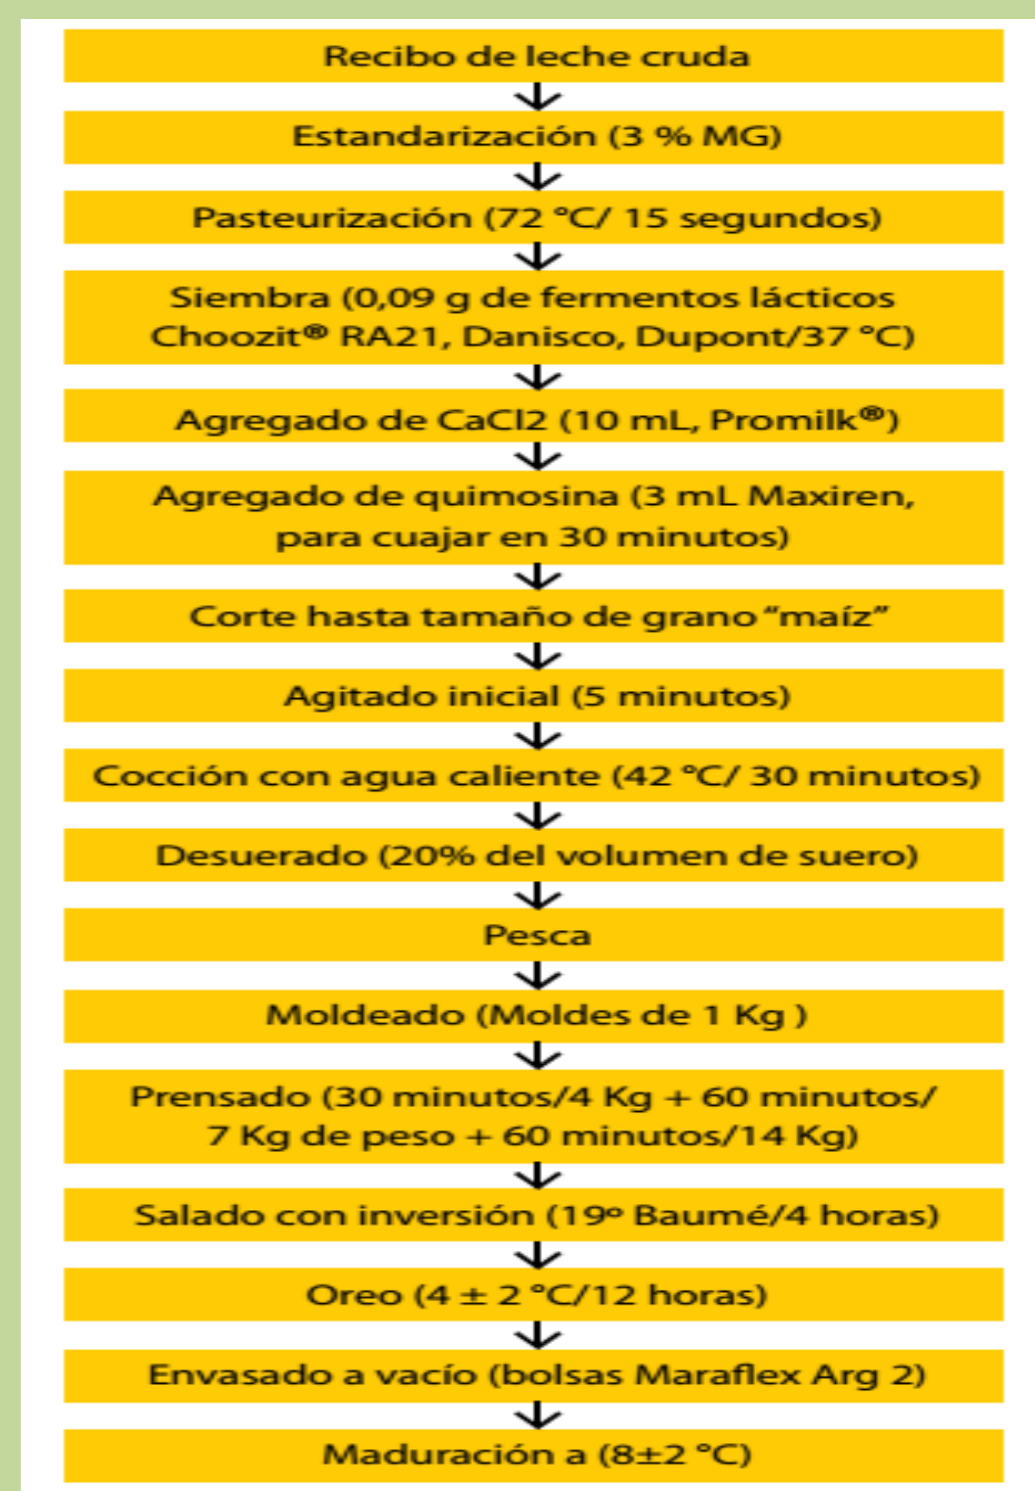 Recibo de leche cruda
Estandarización (3 % MG)
Pasteurización (72 °C/ 15 segundos)
Siembra (0,09 g de fermentos lácticos
Choozit® RA21, Danisco, Dupont/37 °C)
Agregado de CaCl2 (10 mL, Promilk®)
Agregado de quimosina (3 mL Maxiren,
para cuajar en 30 minutos)
Corte hasta tamaño de grano “maíz”
Agitado inicial (5 minutos)
Cocción con agua caliente (42 °C/ 30 minutos)
Desuerado (20% del volumen de suero)
Pesca
Moldeado (Moldes de 1 Kg )
Prensado (30 minutos/4 Kg + 60 minutos/
7 Kg de peso + 60 minutos/14 Kg)
Salado con inversión (19º Baumé/4 horas)
Oreo (4 ± 2 °C/12 horas)
Envasado a vacío (bolsas Maraflex Arg 2)
Maduración a (8±2 °C)